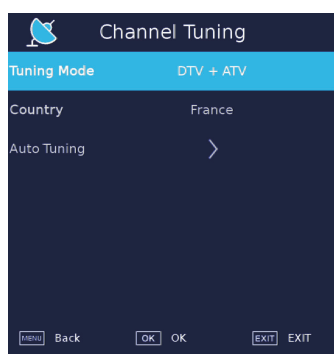 Channel Tuning
Tuning Mode DTV + ATV
Country France
Auto Tuning
MENU Back OK OK EXIT EXIT